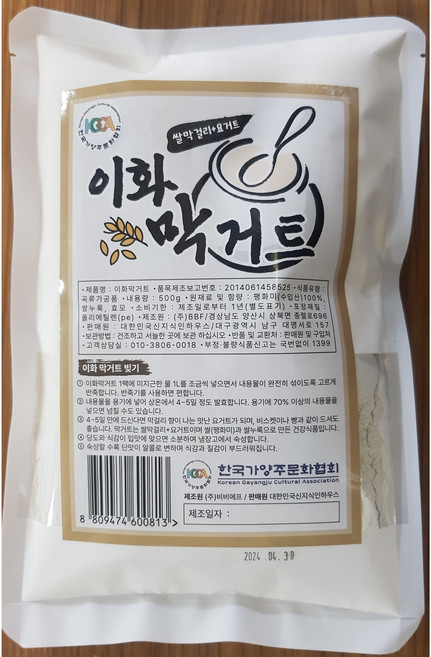 KGCA
한국가양주문화협회
쌀막걸리+요거트
이화
막거트
•제품명 : 이화막거트 •품목제조보고번호 : 2014061458525 •식품유형 :
곡류가공품 •내용량 : 500g •원재료 및 함량 : 팽화미(수입산)100%,
쌀누룩, 효모 •소비기한 : 제조일로부터 1년(별도표기) •포장재질 :
폴리에틸렌(pe) •제조원 : (주)BBF/경상남도 양산시 상북면 충렬로696
•판매원 : 대한민국신지식인하우스/대구광역시 남구 대명서로 157
•보관방법 : 건조하고 서늘한 곳에 보관 하십시오 •반품 및 교환처 : 판매원 및 구입처
•고객상담실 : 010-3806-0018 •부정·불량식품신고는 국번없이 1399
이화 막거트 빚기
① 이화막거트 1팩에 미지근한 물 1L를 조금씩 넣으면서 내용물이 완전히 섞이도록 고르게
반죽합니다. 반죽기를 사용하면 편합니다.
② 내용물을 용기에 넣어 상온에서 4~5일 정도 발효합니다. 용기에 70% 이상의 내용물을
넣으면 넘칠 수도 있습니다.
③ 4~5일 만에 드신다면 막걸리 향이 나는 맛난 요거트가 되며, 비스켓이나 빵과 같이 드셔도
좋습니다. 막거트는 쌀막걸리+요거트이며 쌀(팽화미)과 쌀누룩으로 만든 건강식품입니다.
④ 당도와 식감이 입맛에 맞으면 소분하여 냉장고에서 숙성합니다.
⑤ 숙성할 수록 단맛이 알콜로 변하며 식감과 질감이 부드러워집니다.
한국가양주문화협회
Korean Gayangju Cultural Association
제조원 (주)비비에프 / 판매원 대한민국신지식인하우스
제조일자 :
8 809474 600813 >
2024 .04. 30